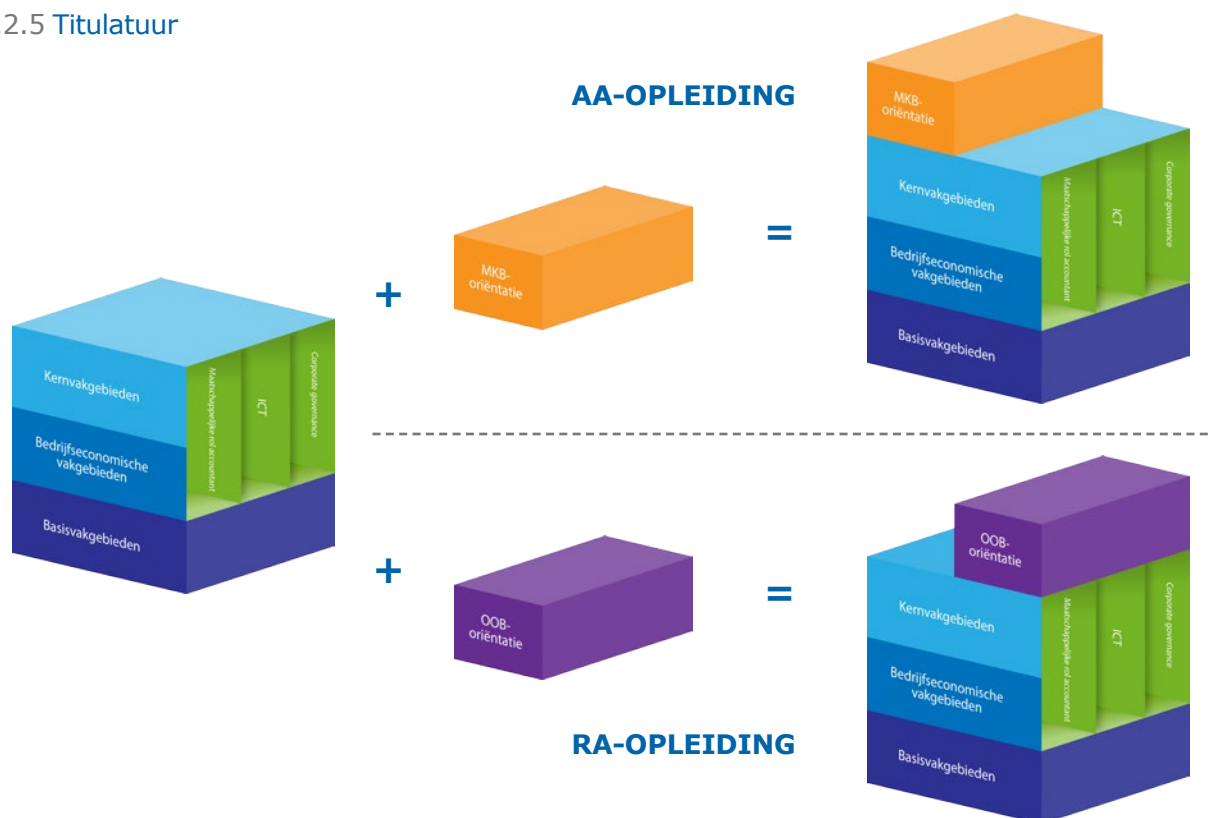 .2.5 Titulatuur
AA-OPLEIDING
MKB-
oriëntatie
Kernvakgebieden
Bedrijfseconomische
vakgebieden
Basisvakgebieden
Maatschappelijke rol accountant
ICT
Corporate governance
+
MKB-
oriëntatie
=
Kernvakgebieden
Bedrijfseconomische
vakgebieden
Basisvakgebieden
Maatschappelijke rol accountant
ICT
Corporate governance
+
OOB-
oriëntatie
=
OOB-
oriëntatie
Kernvakgebieden
Bedrijfseconomische
vakgebieden
Basisvakgebieden
Maatschappelijke rol accountant
ICT
Corporate governance
RA-OPLEIDING